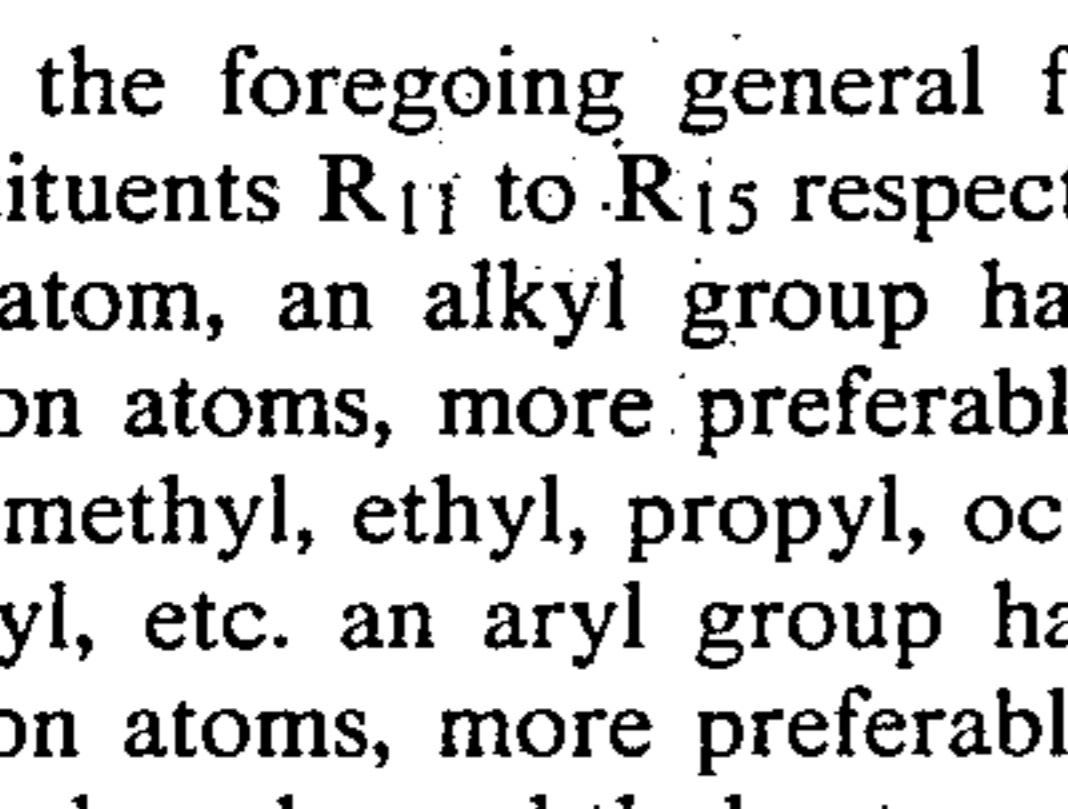 the foregoing general f
ituents R₁₁ to R₁₅ respect
atom, an alkyl group ha
on atoms, more preferabl
methyl, ethyl, propyl, oc
yl, etc. an aryl group ha
on atoms, more preferabl